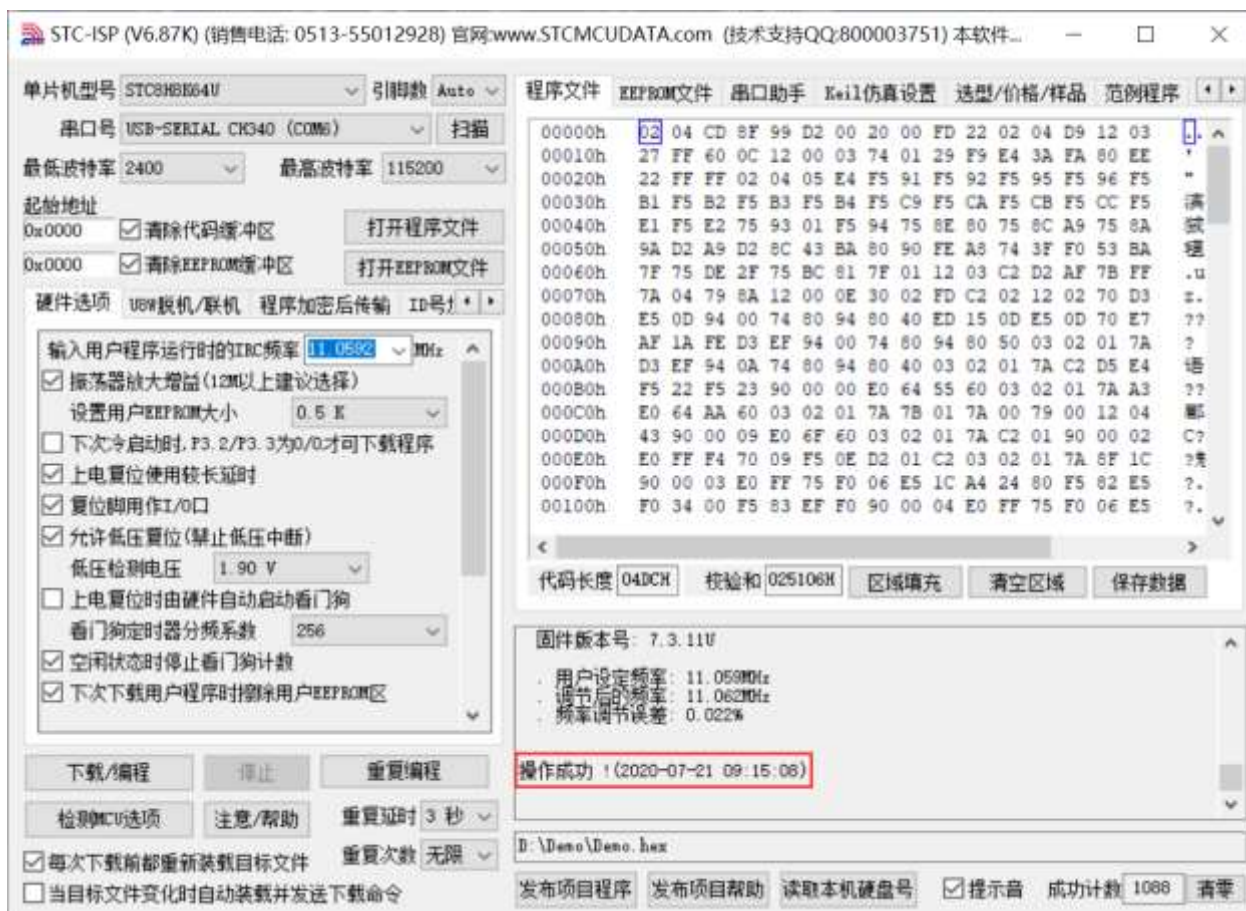 STC-ISP (V6.87K) (销售电话: 0513-55012928) 官网:www.STCMCUDATA.com (技术支持QQ:800003751) 本软件...
单片机型号 STC8H8K64U 引脚数 Auto
串口号 USB-SERIAL CH340 (COM6) 扫描
最低波特率 2400 最高波特率 115200
起始地址
0x0000 清除代码缓冲区 打开程序文件
0x0000 清除EEPROM缓冲区 打开EEPROM文件
硬件选项 U8W脱机/联机 程序加密后传输 ID号
输入用户程序运行时的IRC频率 11.0592 MHz
振荡器放大增益(12M以上建议选择)
设置用户EEPROM大小 0.5 K
下次冷启动时,P3.2/P3.3为0/0才可下载程序
上电复位使用较长延时
复位脚用作I/O口
允许低压复位(禁止低压中断)
低压检测电压 1.90 V
上电复位时由硬件自动启动看门狗
看门狗定时器分频系数 256
空闲状态时停止看门狗计数
下次下载用户程序时擦除用户EEPROM区
下载/编程 停止 重复编程
检测MCU选项 注意/帮助 重复延时 3 秒
每次下载前都重新装载目标文件 重复次数 无限
当目标文件变化时自动装载并发送下载命令
程序文件 EEPROM文件 串口助手 Keil仿真设置 选型/价格/样品 范例程序
00000h 02 04 CD 8F 99 D2 00 20 00 FD 22 02 04 D9 12 03
00010h 27 FF 60 0C 12 00 03 74 01 29 F9 E4 3A FA 80 EE
00020h 22 FF FF 02 04 05 E4 F5 91 F5 92 F5 95 F5 96 F5
00030h B1 F5 B2 F5 B3 F5 B4 F5 C9 F5 CA F5 CB F5 CC F5
00040h E1 F5 E2 75 93 01 F5 94 75 8E 80 75 8C A9 75 8A
00050h 9A D2 A9 D2 8C 43 BA 80 90 FE A8 74 3F F0 53 BA
00060h 7F 75 DE 2F 75 BC 81 7F 01 12 03 C2 D2 AF 7B FF
00070h 7A 04 79 8A 12 00 0E 30 02 FD C2 02 12 02 70 D3
00080h E5 0D 94 00 74 80 94 80 40 ED 15 0D E5 0D 70 E7
00090h AF 1A FE D3 EF 94 00 74 80 94 80 50 03 02 01 7A
000A0h D3 EF 94 0A 74 80 94 80 40 03 02 01 7A C2 D5 E4
000B0h F5 22 F5 23 90 00 00 E0 64 55 60 03 02 01 7A A3
000C0h E0 64 AA 60 03 02 01 7A 7B 01 7A 00 79 00 12 04
000D0h 43 90 00 09 E0 6F 60 03 02 01 7A C2 01 90 00 02
000E0h E0 FF F4 70 09 F5 0E D2 01 C2 03 02 01 7A 8F 1C
000F0h 90 00 03 E0 FF 75 F0 06 E5 1C A4 24 80 F5 82 E5
00100h F0 34 00 F5 83 EF F0 90 00 04 E0 FF 75 F0 06 E5
代码长度 04DCH 校验和 025106H 区域填充 清空区域 保存数据
固件版本号: 7.3.11U
. 用户设定频率: 11.059MHz
. 调节后的频率: 11.062MHz
. 频率调节误差: 0.022%
操作成功 !(2020-07-21 09:15:08)
D:\Demo\Demo.hex
发布项目程序 发布项目帮助 读取本机硬盘号 提示音 成功计数 1088 清零